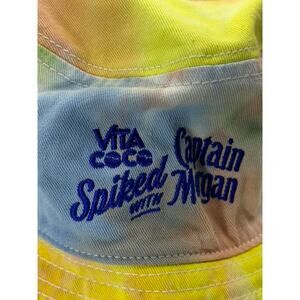 VITA COCO
Spiked WITH
Captain Morgan